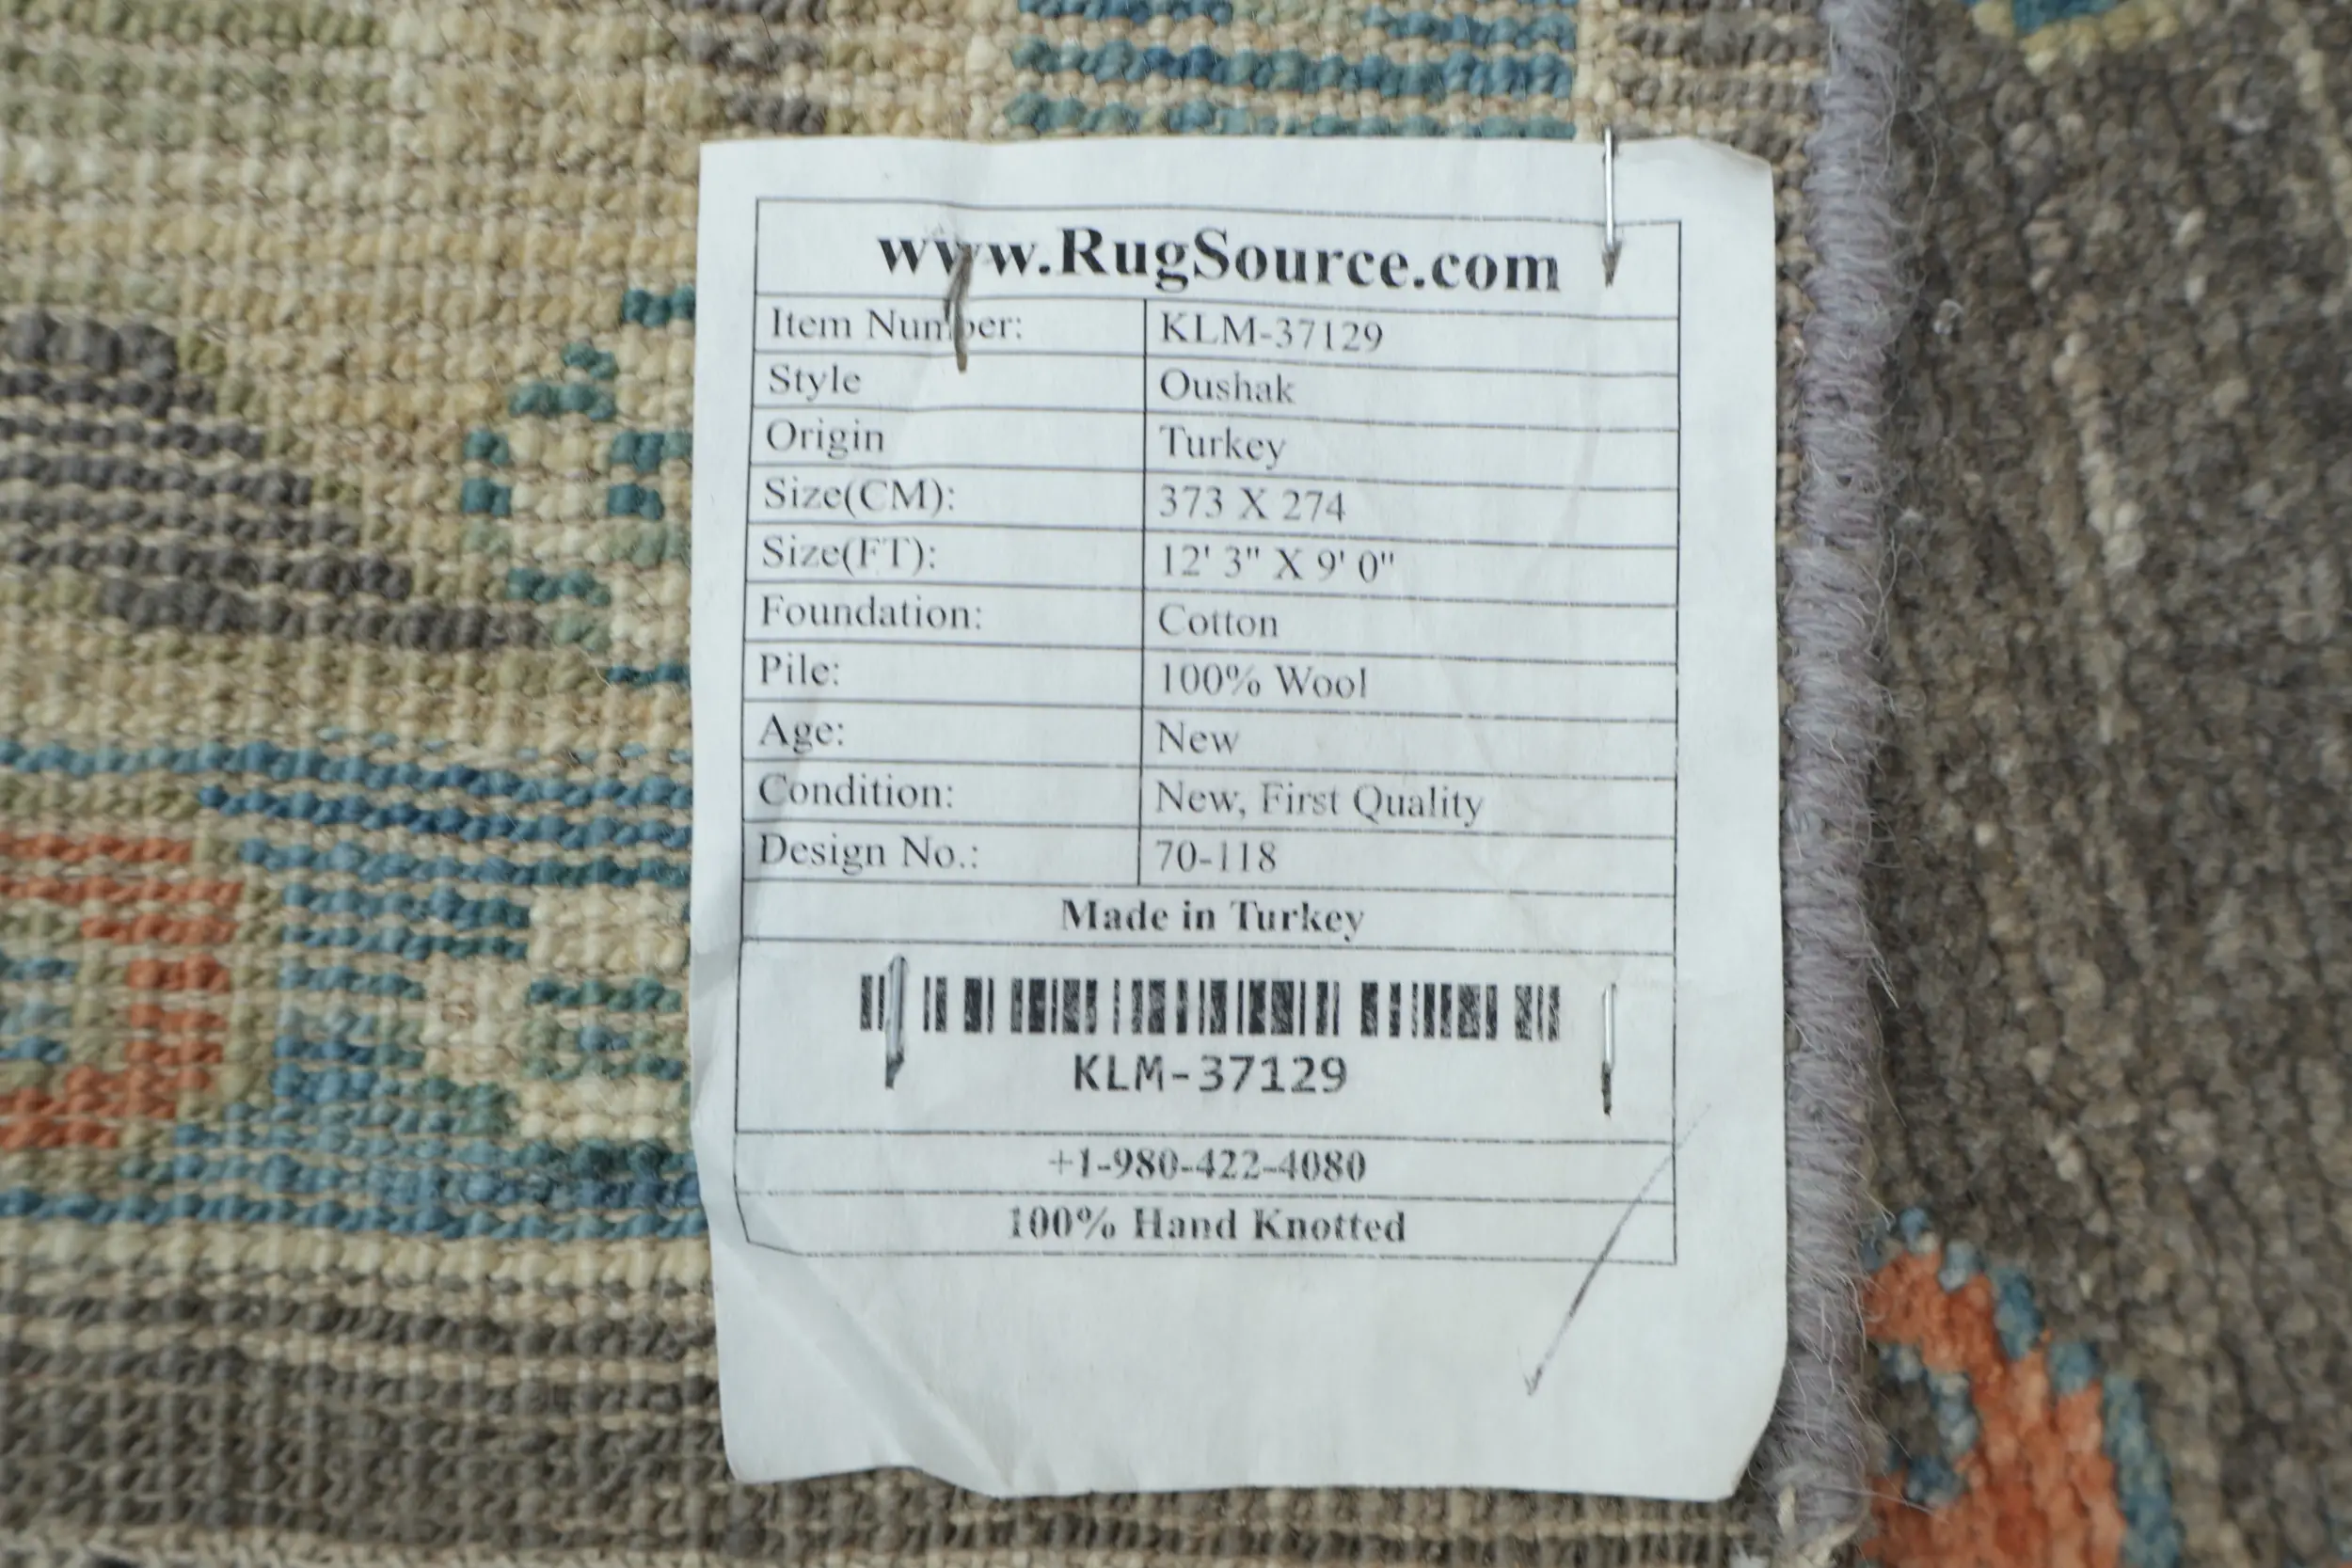 www.RugSource.com
Item Number: KLM-37129
Style Oushak
Origin Turkey
Size(CM): 373 X 274
Size(FT): 12' 3" X 9' 0"
Foundation: Cotton
Pile: 100% Wool
Age: New
Condition: New, First Quality
Design No.: 70-118
Made in Turkey
KLM-37129
+1-980-422-4080
100% Hand Knotted